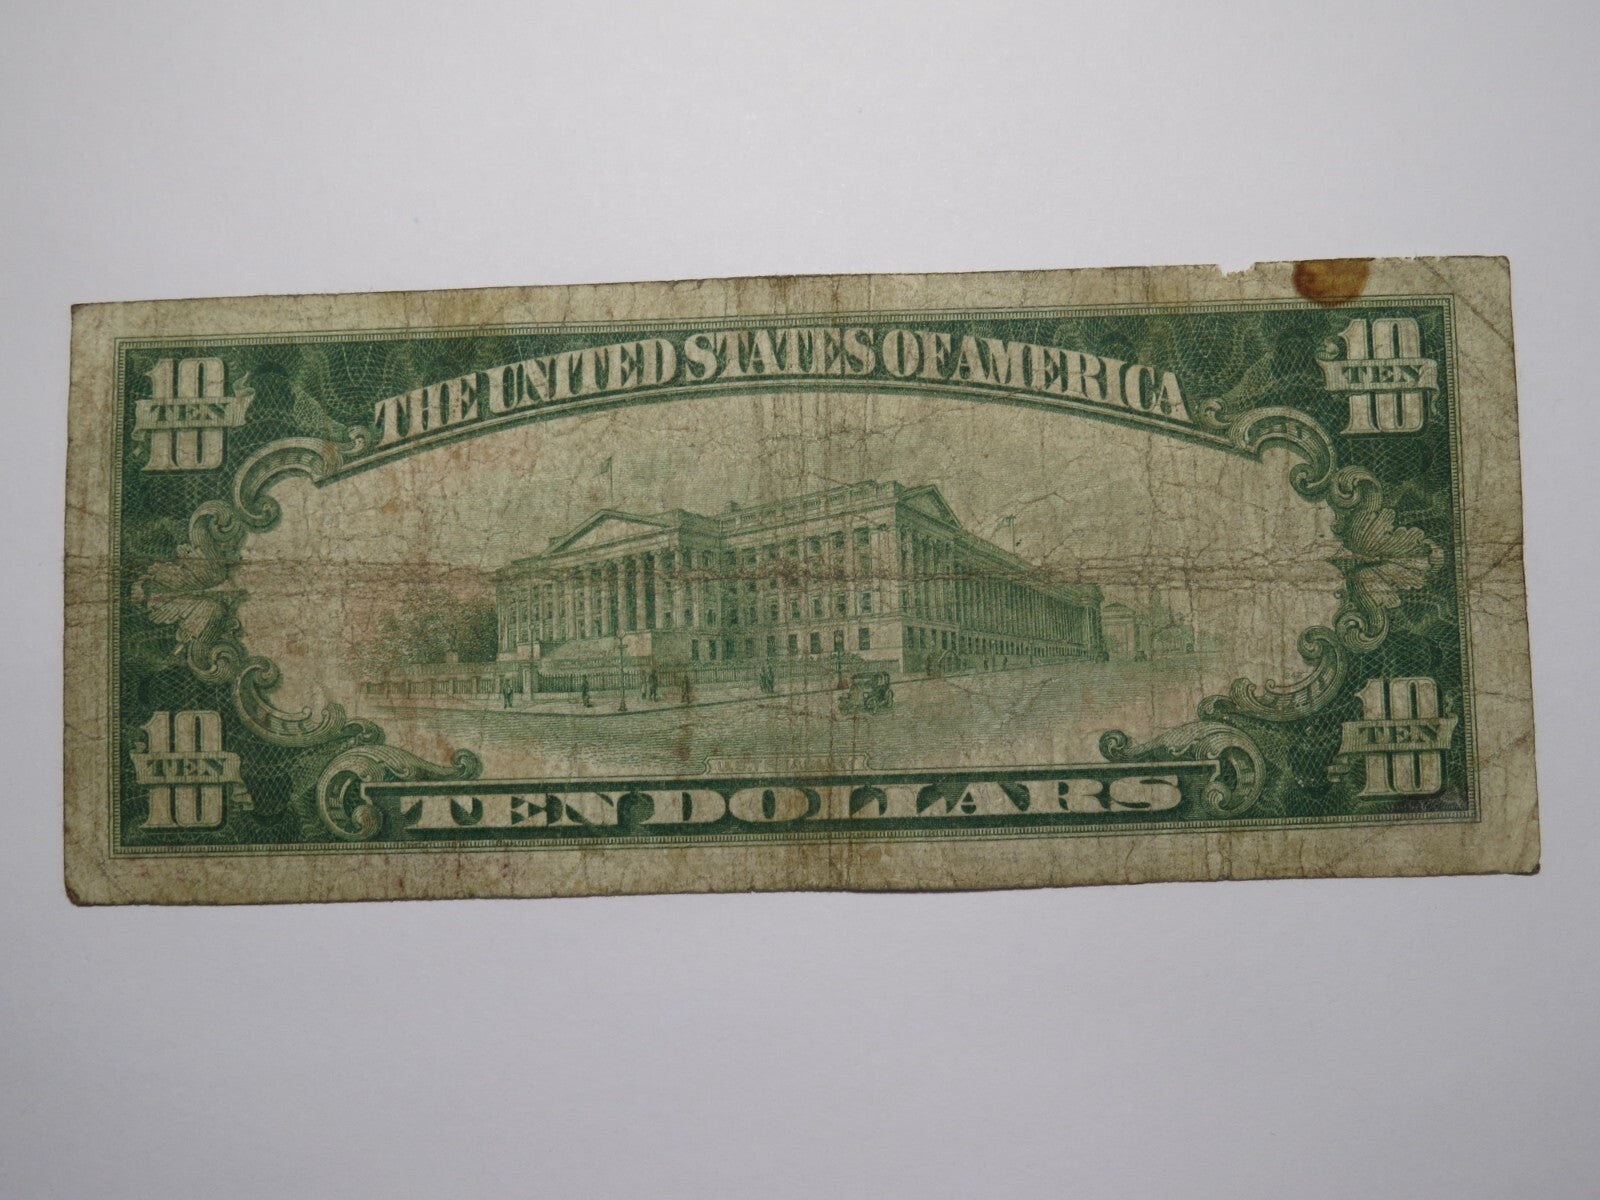 10 TEN 10
THE UNITED STATES OF AMERICA
10 TEN 10
10 TEN 10
TEN DOLLARS
10 TEN 10